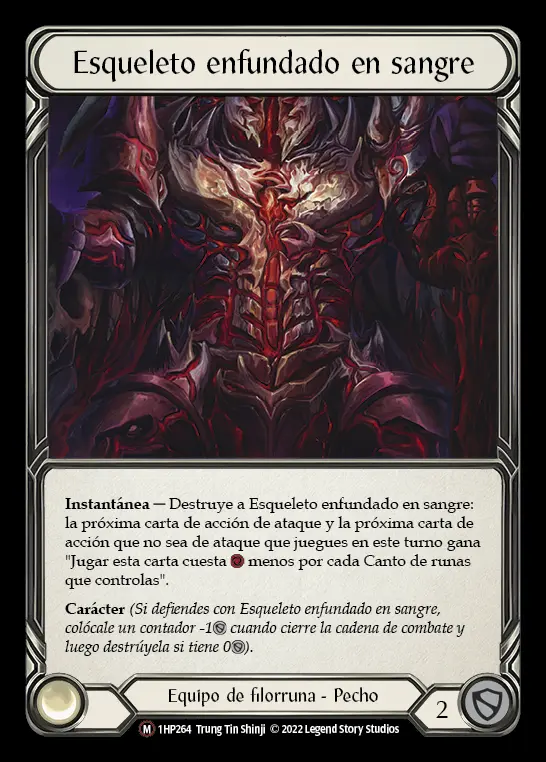 Esqueleto enfundado en sangre
Instantánea — Destruye a Esqueleto enfundado en sangre:
la próxima carta de acción de ataque y la próxima carta de
acción que no sea de ataque que juegues en este turno gana
"Jugar esta carta cuesta menos por cada Canto de runas
que controlas".
Carácter (Si defiendes con Esqueleto enfundado en sangre,
colócale un contador -1 cuando cierre la cadena de combate y
luego destrúyela si tiene 0).
Equipo de filorruna - Pecho
2
M 1HP264 Trung Tin Shinji © 2022 Legend Story Studios